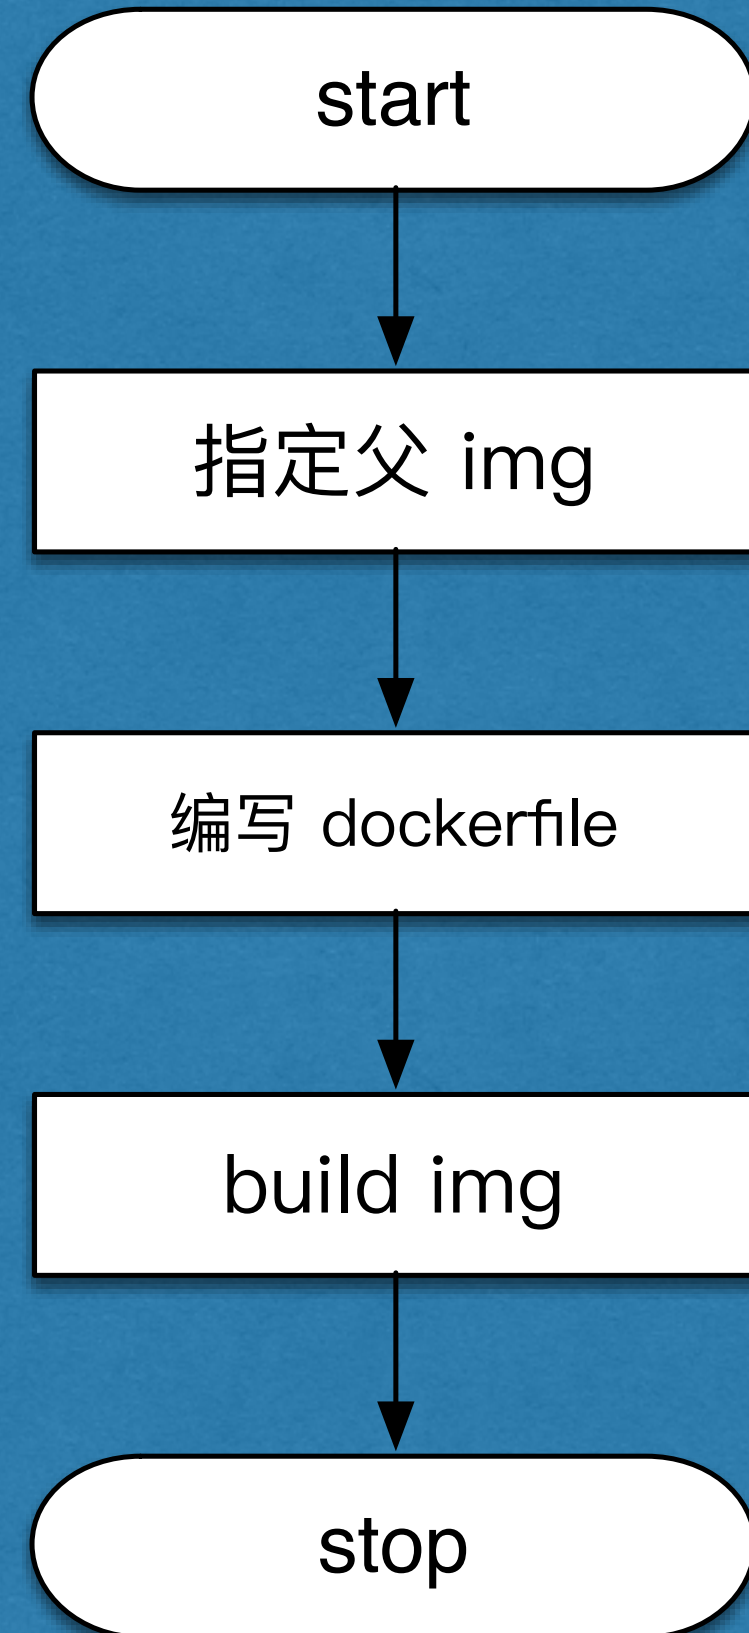 start
指定父 img
编写 dockerfile
build img
stop